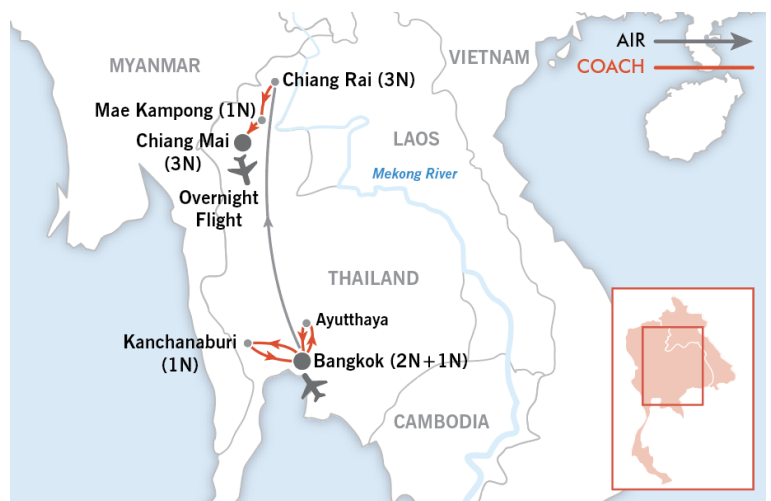 AIR
COACH
MYANMAR
VIETNAM
Chiang Rai (3N)
Mae Kampong (1N)
Chiang Mai
(3N)
LAOS
Mekong River
Overnight
Flight
THAILAND
Ayutthaya
Kanchanaburi
(1N)
Bangkok (2N+1N)
CAMBODIA